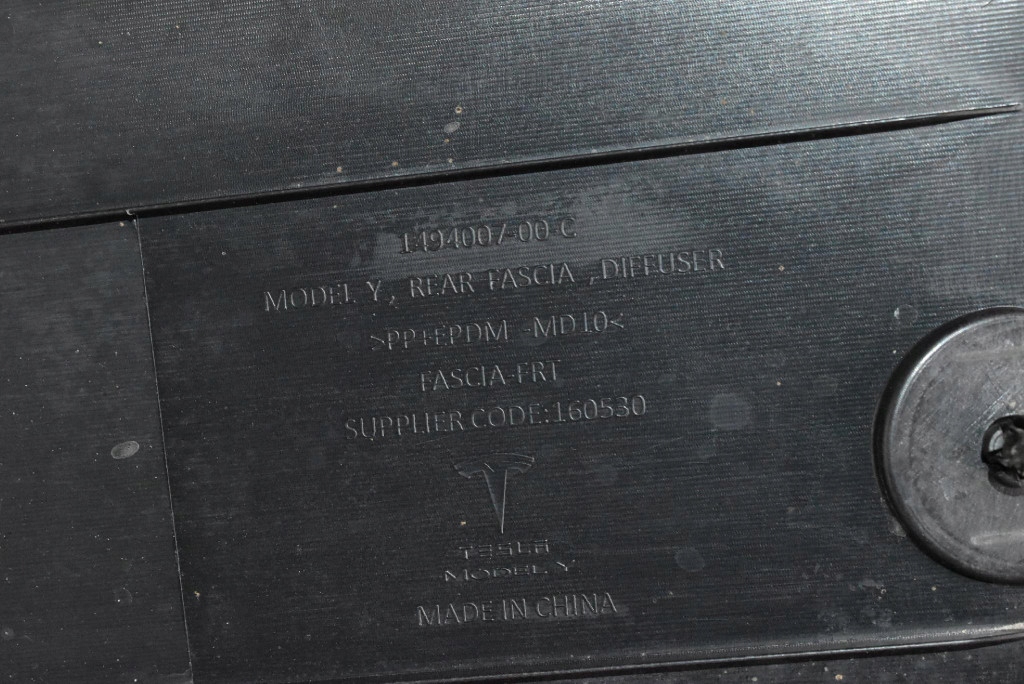 1494007-00-C
MODEL Y, REAR FASCIA ,DIFFUSER
>PP+EPDM -MD10<
FASCIA-FRT
SUPPLIER CODE:160530
TESLA
MODEL Y
MADE IN CHINA